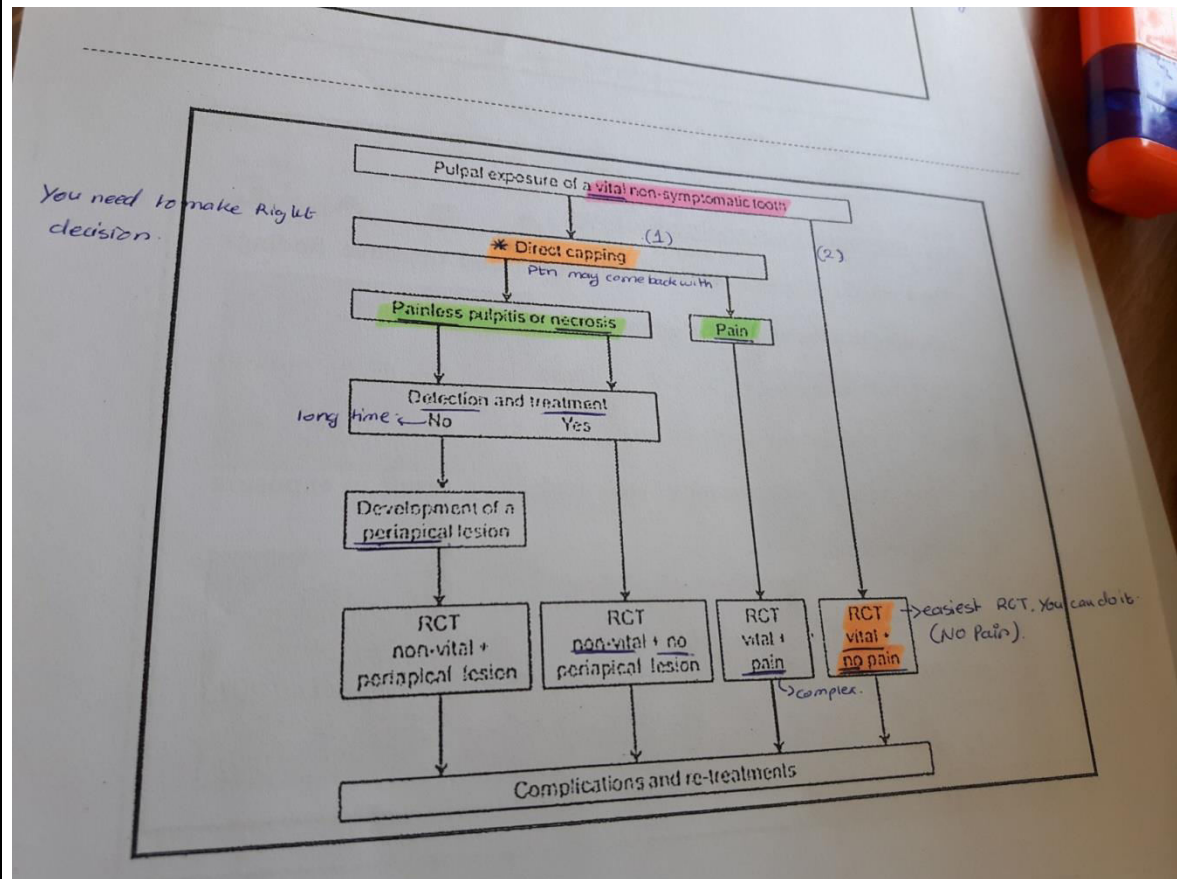 Pulpal exposure of a vital non-symptomatic tooth
You need to make Right
decision.
* Direct capping
(1)
(2)
Ptn may come back with
Painless pulpitis or necrosis
Pain
Detection and treatment
long time
No
Yes
Development of a
periapical lesion
RCT
non-vital +
periapical lesion
RCT
non-vital + no
periapical lesion
RCT
vital +
pain
complex.
RCT
vital +
no pain
easiest RCT. You can do it.
(No Pain).
Complications and re-treatments